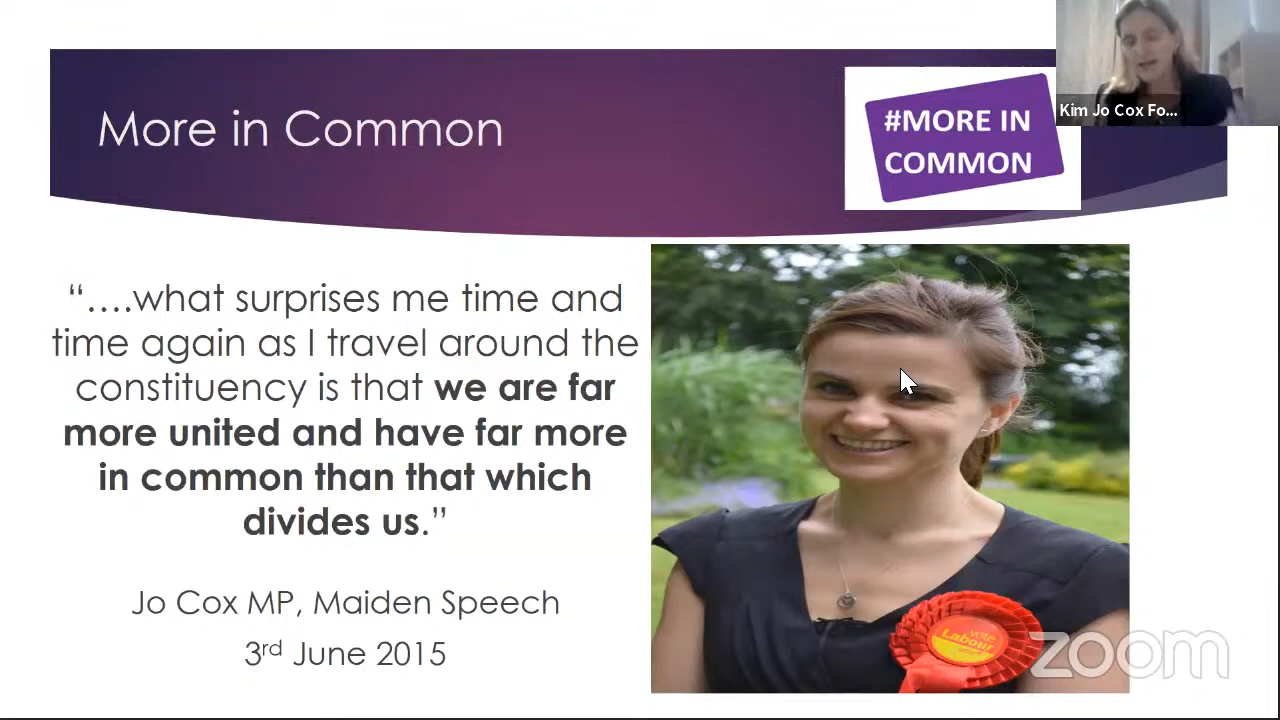 More in Common
#MORE IN
COMMON
Kim Jo Cox Fo...
“....what surprises me time and
time again as I travel around the
constituency is that we are far
more united and have far more
in common than that which
divides us.”
Jo Cox MP, Maiden Speech
3rd June 2015
vote
Labour
zoom